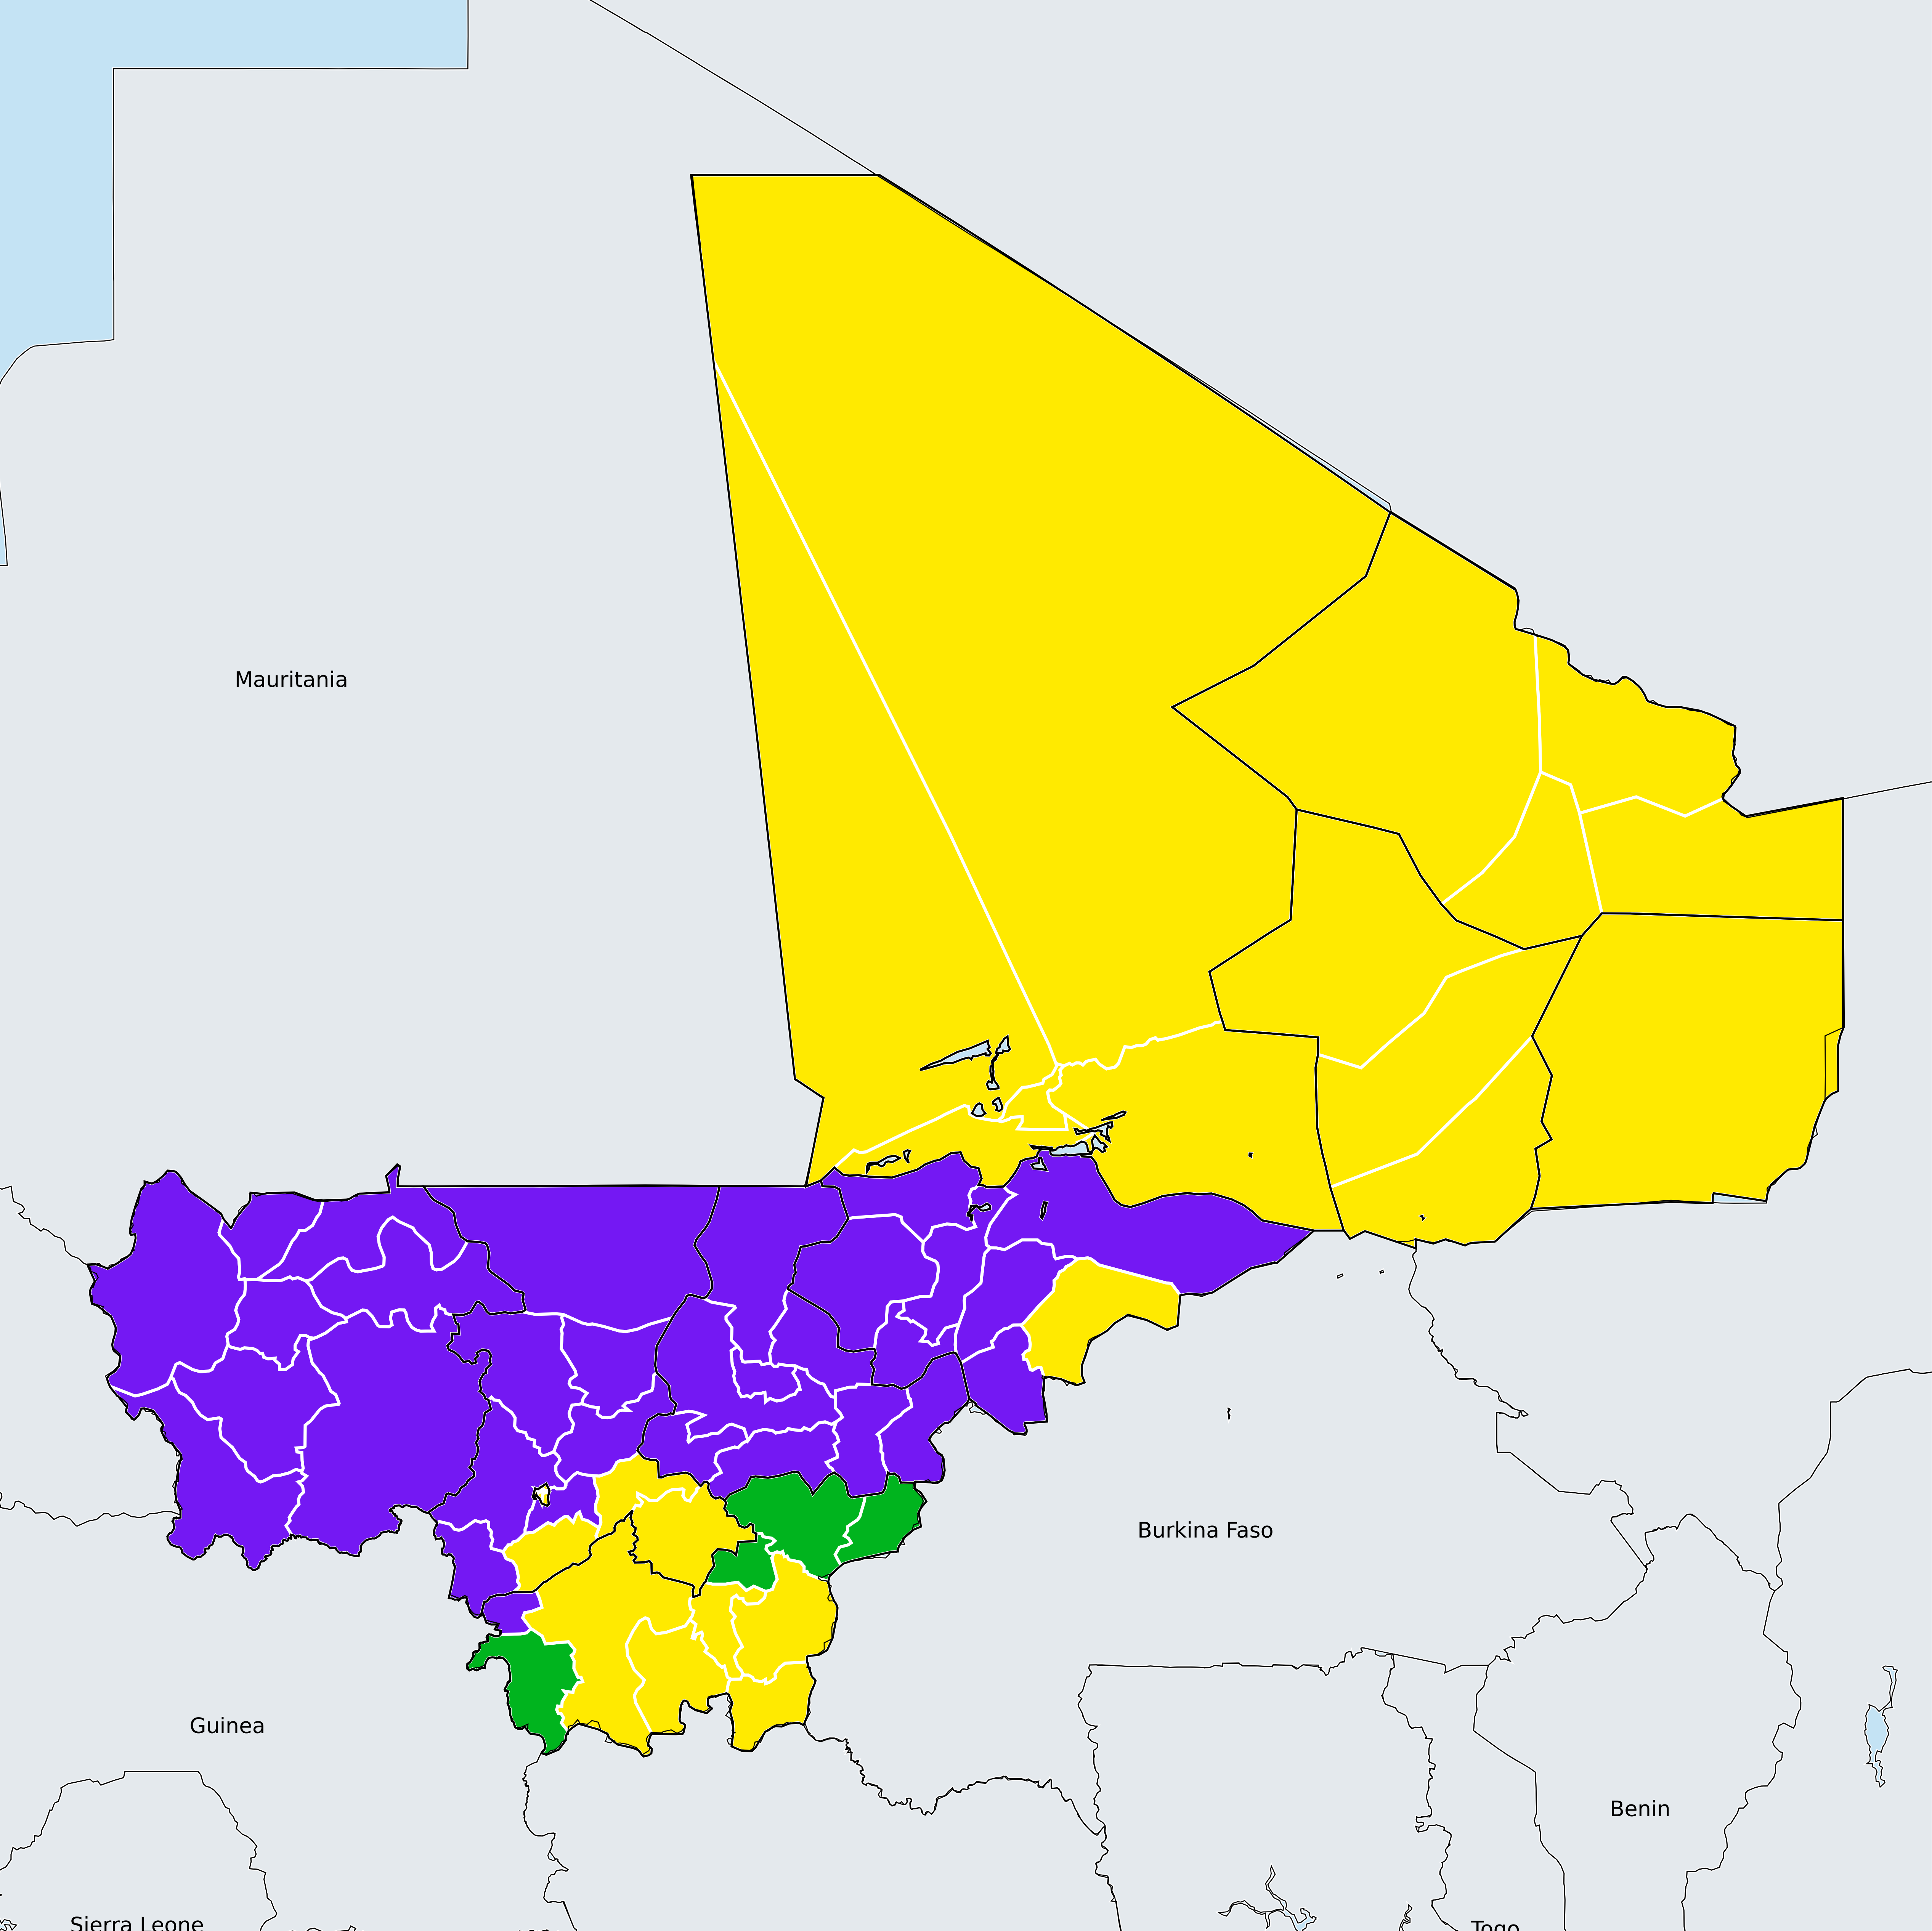 Mauritania
Burkina Faso
Guinea
Benin
Sierra Leone
Togo